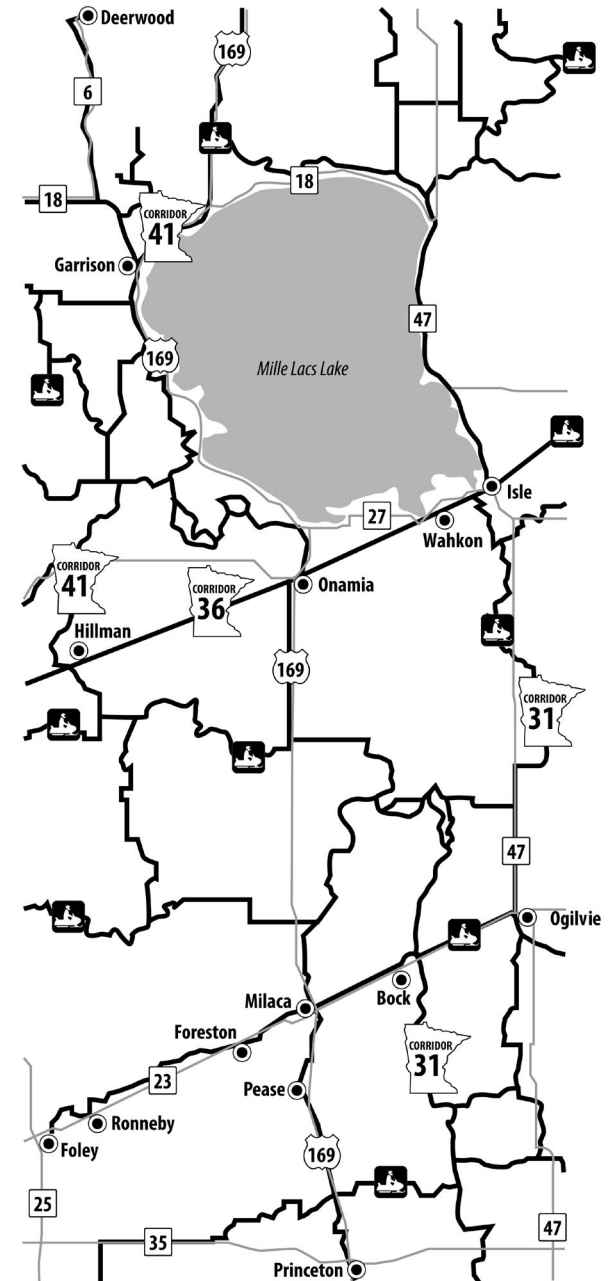 Deerwood
169
6
18
18
CORRIDOR
41
Garrison
47
169
Mille Lacs Lake
Isle
27
Wahkon
CORRIDOR
41
CORRIDOR
36
Onamia
Hillman
169
CORRIDOR
31
47
Ogilvie
Bock
Milaca
Foreston
CORRIDOR
31
23
Pease
Ronneby
Foley
169
25
47
35
Princeton